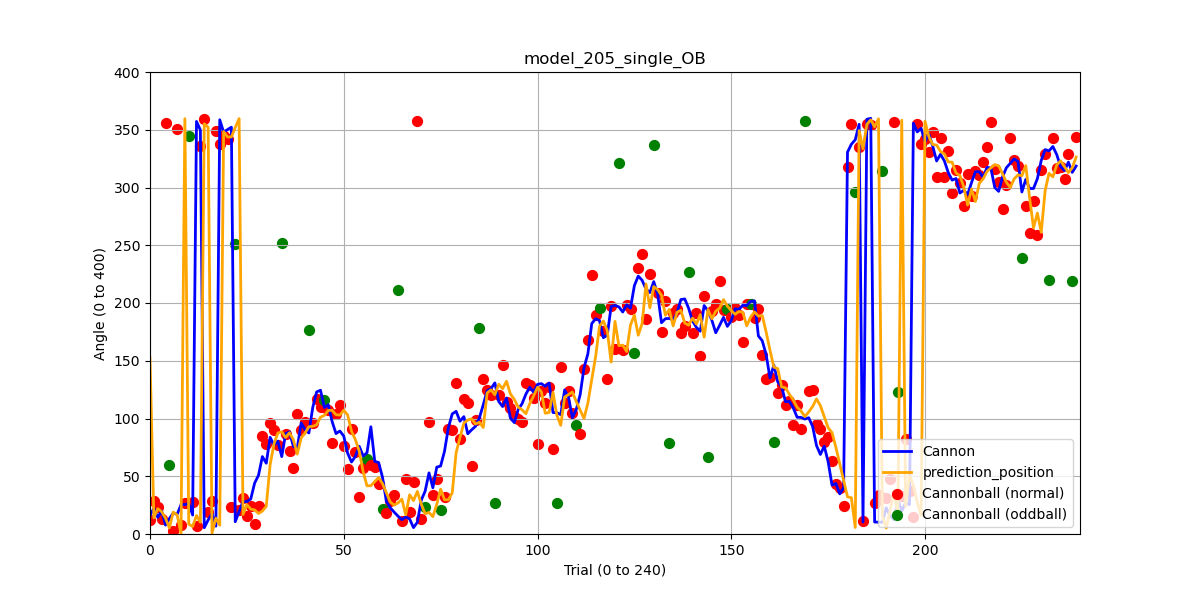 model_205_single_OB
400
350
300
250
200
150
100
50
0
Angle (0 to 400)
0 50 100 150 200
Trial (0 to 240)
Cannon
prediction_position
Cannonball (normal)
Cannonball (oddball)